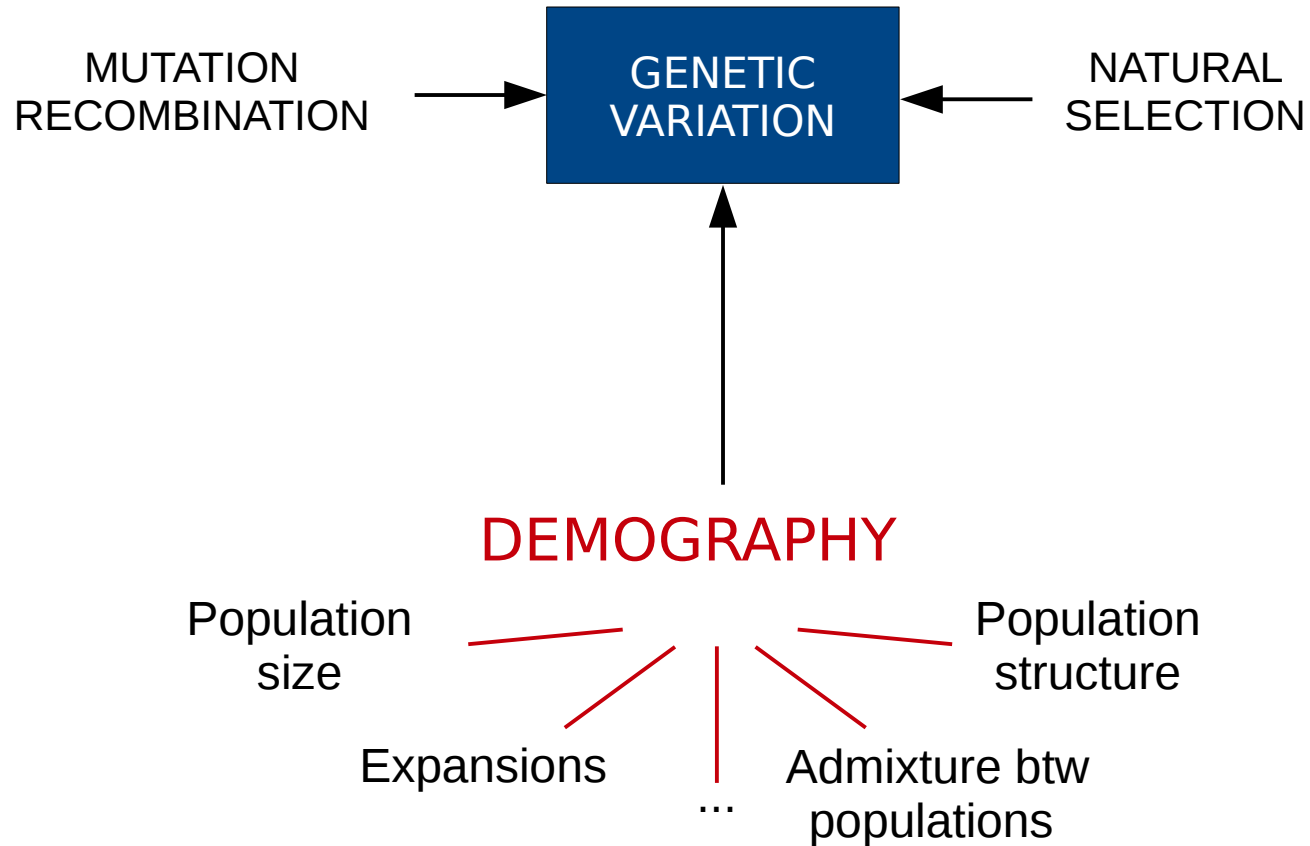 MUTATION
RECOMBINATION
GENETIC
VARIATION
NATURAL
SELECTION
DEMOGRAPHY
Population
size
Expansions
...
Admixture btw
populations
Population
structure